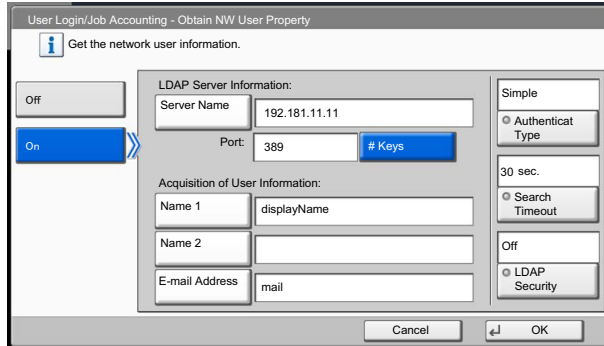 User Login/Job Accounting - Obtain NW User Property
Get the network user information.
Off
On
LDAP Server Information:
Server Name
192.181.11.11
Port:
389
# Keys
Acquisition of User Information:
Name 1
displayName
Name 2
E-mail Address
mail
Simple
Authenticat
Type
30 sec.
Search
Timeout
Off
LDAP
Security
Cancel
OK